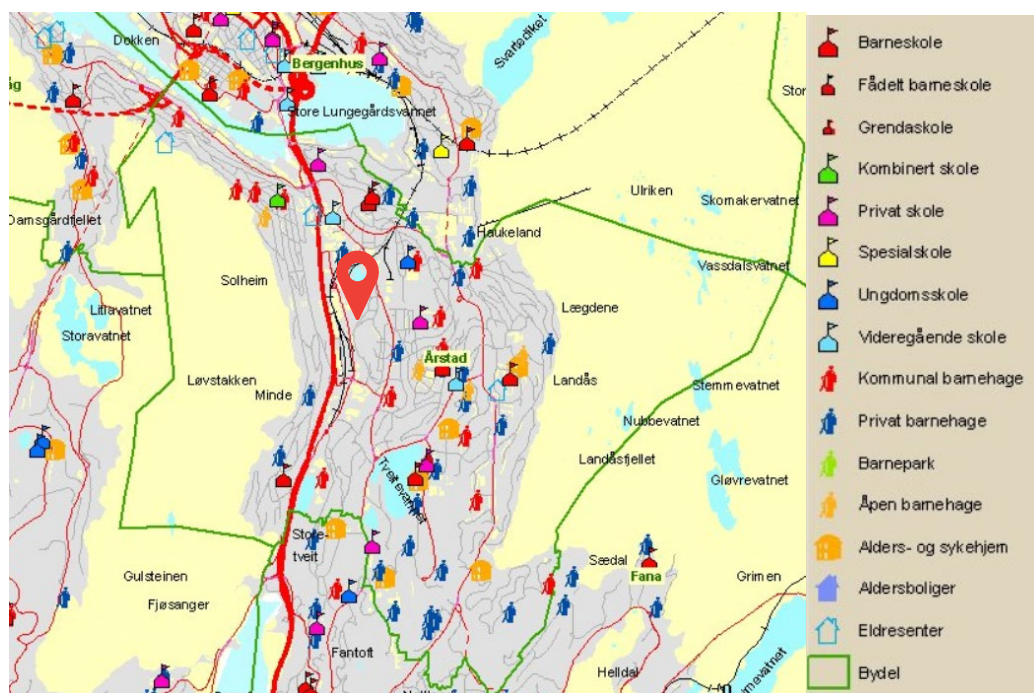 Dokken
Svartediket
Bergenhus
Store Lungegårdsvannet
Damsgårdfjellet
Ulriken
Skomakervatnet
Haukeland
Vassdalsvatnet
Solheim
Litlavatnet
Storavatnet
Lægdene
Årstad
Løvstakken
Landås
Stemmevatnet
Minde
Nubbevatnet
Landåsfjellet
Tveitevannet
Gløvrevatnet
Store-
tveit
Sædal
Gulsteinen
Fana
Grimen
Fjøsanger
Fantoft
Helldal
Barneskole
Fådelt barneskole
Grendaskole
Kombinert skole
Privat skole
Spesialskole
Ungdomsskole
Videregående skole
Kommunal barnehage
Privat barnehage
Barnepark
Åpen barnehage
Alders- og sykehjem
Aldersboliger
Eldresenter
Bydel